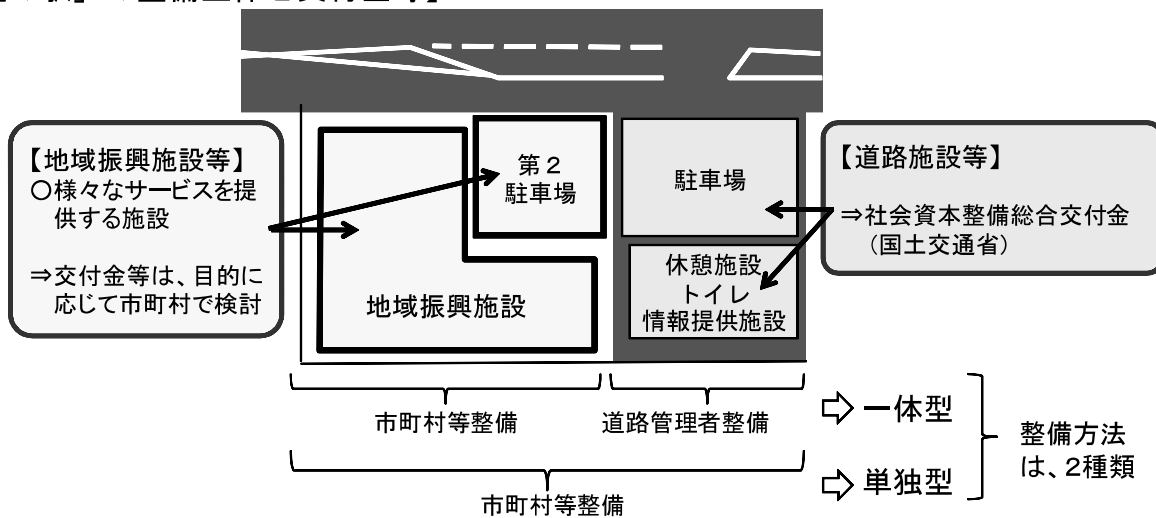 【地域振興施設等】
○様々なサービスを提
供する施設
⇒交付金等は、目的に
応じて市町村で検討
第2
駐車場
地域振興施設
駐車場
休憩施設
トイレ
情報提供施設
【道路施設等】
⇒社会資本整備総合交付金
(国土交通省)
市町村等整備
道路管理者整備
一体型
市町村等整備
単独型
整備方法
は、2種類